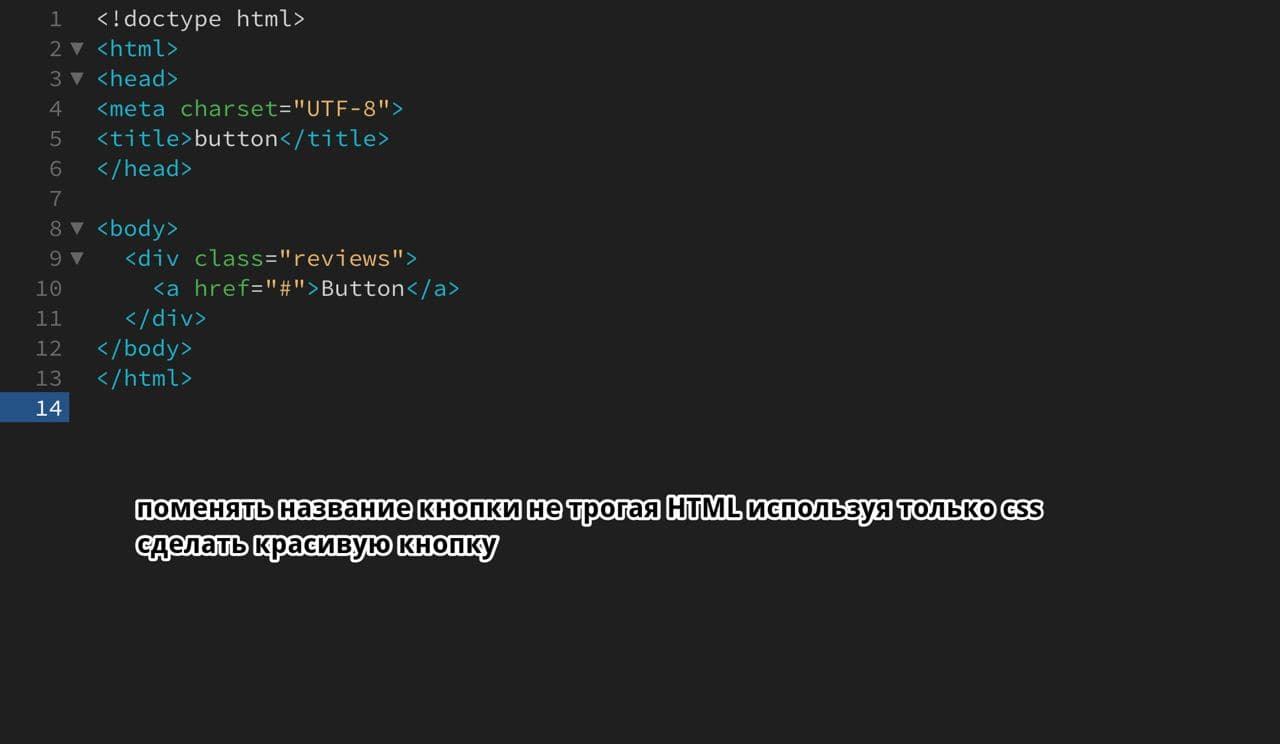 1 <!doctype html>
2 ▼ <html>
3 ▼ <head>
4 <meta charset="UTF-8">
5 <title>button</title>
6 </head>
7
8 ▼ <body>
9 ▼ <div class="reviews">
10 <a href="#">Button</a>
11 </div>
12 </body>
13 </html>
14
поменять название кнопки не трогая HTML используя только css
сделать красивую кнопку